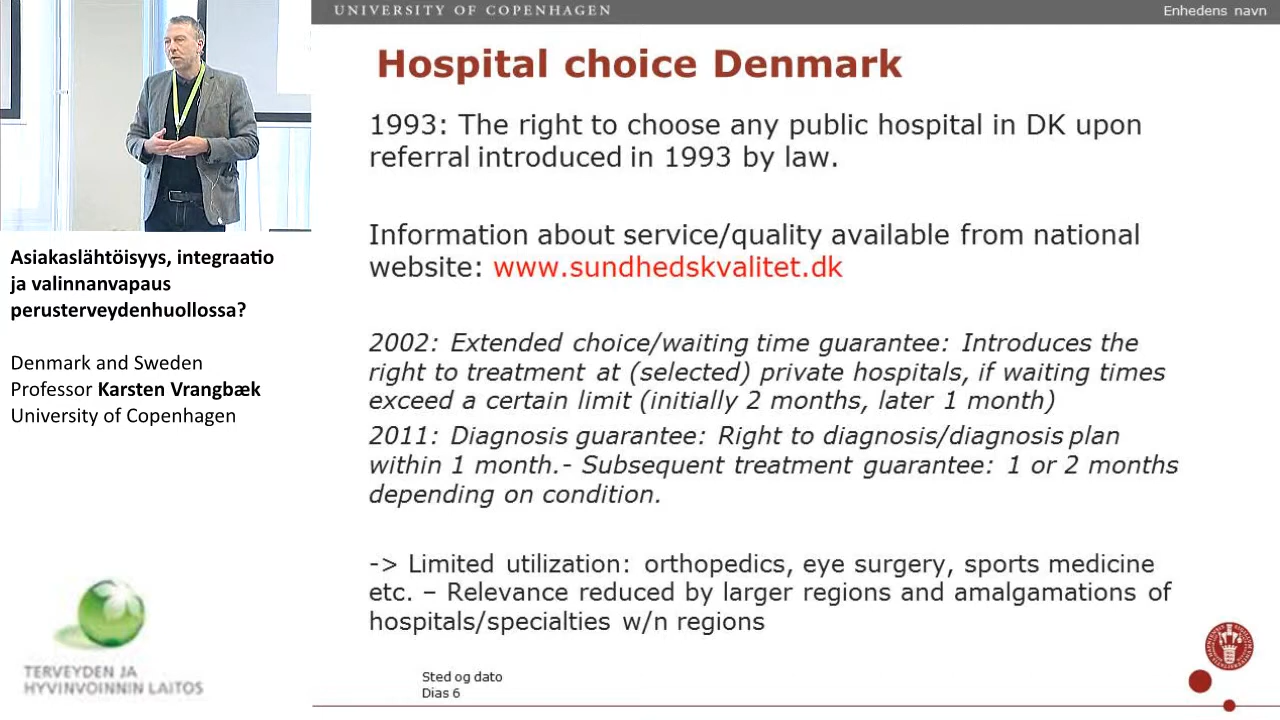 UNIVERSITY OF COPENHAGEN
Enhedens navn
Hospital choice Denmark
1993: The right to choose any public hospital in DK upon
referral introduced in 1993 by law.
Information about service/quality available from national
website: www.sundhedskvalitet.dk
2002: Extended choice/waiting time guarantee: Introduces the
right to treatment at (selected) private hospitals, if waiting times
exceed a certain limit (initially 2 months, later 1 month)
2011: Diagnosis guarantee: Right to diagnosis/diagnosis plan
within 1 month.- Subsequent treatment guarantee: 1 or 2 months
depending on condition.
-> Limited utilization: orthopedics, eye surgery, sports medicine
etc. – Relevance reduced by larger regions and amalgamations of
hospitals/specialties w/n regions
Sted og dato
Dias 6
Asiakaslähtöisyys, integraatio
ja valinnanvapaus
perusterveydenhuollossa?
Denmark and Sweden
Professor Karsten Vrangbæk
University of Copenhagen
TERVEYDEN JA
HYVINVOINNIN LAITOS